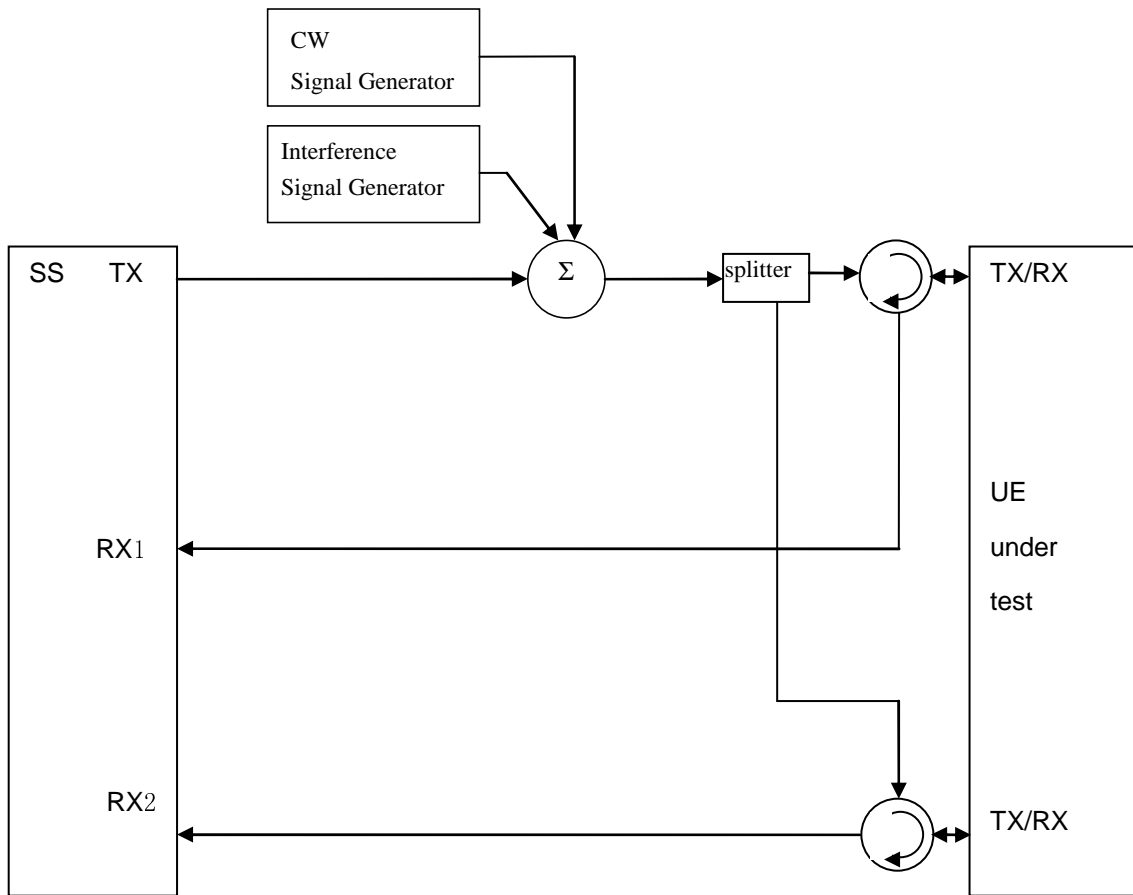 CW
Signal Generator
Interference
Signal Generator
SS TX
Σ
splitter
TX/RX
RX1
UE
under
test
RX2
TX/RX